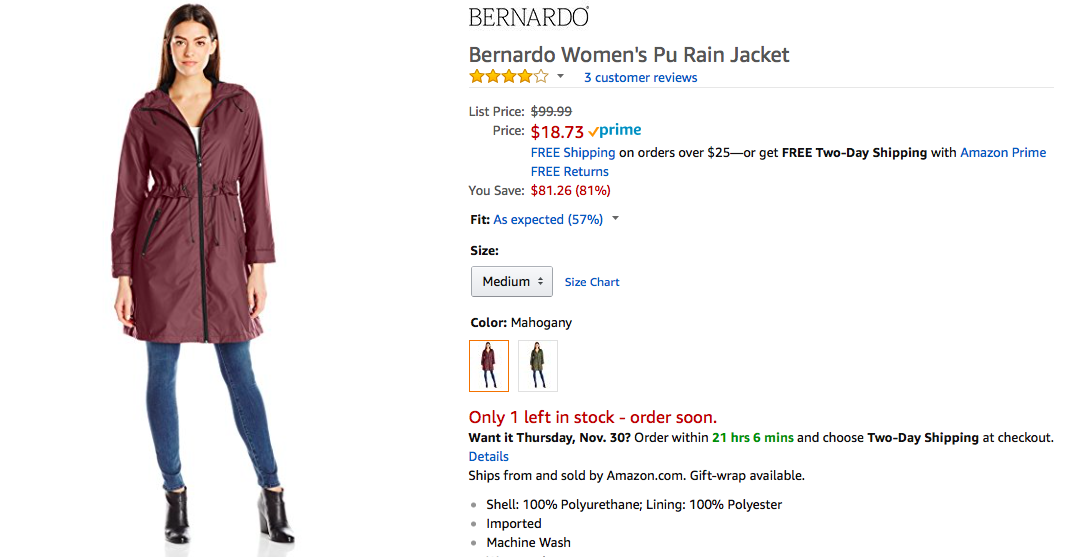 BERNARDO
Bernardo Women's Pu Rain Jacket
3 customer reviews
List Price: $99.99
Price: $18.73 prime
FREE Shipping on orders over $25—or get FREE Two-Day Shipping with Amazon Prime
FREE Returns
You Save: $81.26 (81%)
Fit: As expected (57%)
Size:
Medium Size Chart
Color: Mahogany
Only 1 left in stock - order soon.
Want it Thursday, Nov. 30? Order within 21 hrs 6 mins and choose Two-Day Shipping at checkout.
Details
Ships from and sold by Amazon.com. Gift-wrap available.
• Shell: 100% Polyurethane; Lining: 100% Polyester
• Imported
• Machine Wash